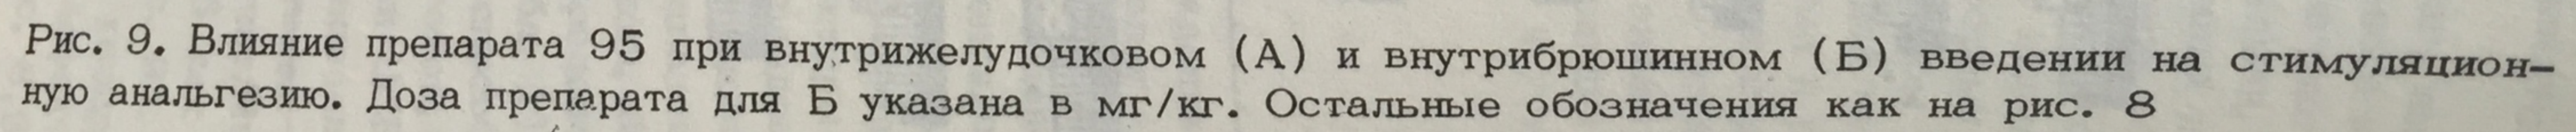 Рис. 9. Влияние препарата 95 при внутрижелудочковом (А) и внутрибрюшинном (Б) введении на стимуляцион-
ную анальгезию. Доза препарата для Б указана в мг/кг. Остальные обозначения как на рис. 8